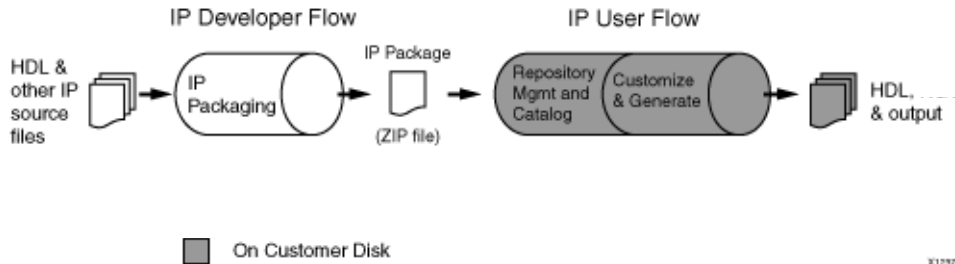 IP Developer Flow
IP User Flow
HDL &
other IP
source
files
IP
Packaging
IP Package
(ZIP file)
Repository
Mgmt and
Catalog
Customize
& Generate
HDL,
& output
On Customer Disk